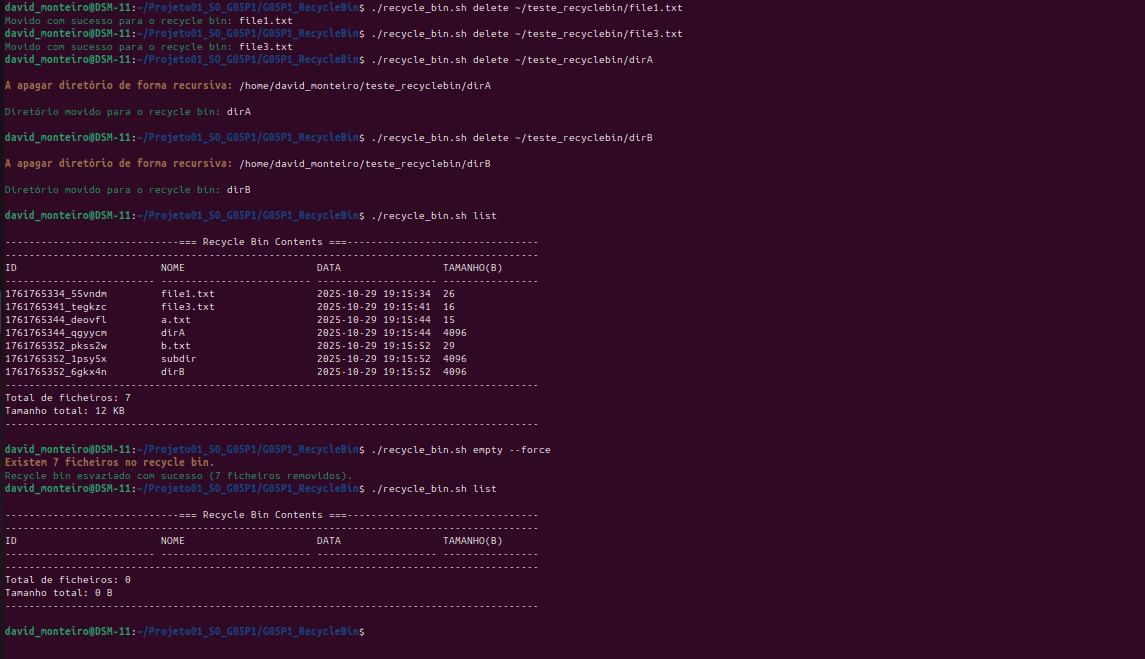 david_monteiro@DSM-11:~/Projeto01_SO_G05P1/G05P1_RecycleBin$ ./recycle_bin.sh delete ~/teste_recyclebin/file1.txt
Movido com sucesso para o recycle bin: file1.txt
david_monteiro@DSM-11:~/Projeto01_SO_G05P1/G05P1_RecycleBin$ ./recycle_bin.sh delete ~/teste_recyclebin/file3.txt
Movido com sucesso para o recycle bin: file3.txt
david_monteiro@DSM-11:~/Projeto01_SO_G05P1/G05P1_RecycleBin$ ./recycle_bin.sh delete ~/teste_recyclebin/dirA
A apagar diretório de forma recursiva: /home/david_monteiro/teste_recyclebin/dirA
Diretório movido para o recycle bin: dirA
david_monteiro@DSM-11:~/Projeto01_SO_G05P1/G05P1_RecycleBin$ ./recycle_bin.sh delete ~/teste_recyclebin/dirB
A apagar diretório de forma recursiva: /home/david_monteiro/teste_recyclebin/dirB
Diretório movido para o recycle bin: dirB
david_monteiro@DSM-11:~/Projeto01_SO_G05P1/G05P1_RecycleBin$ ./recycle_bin.sh list
-----------------------------=== Recycle Bin Contents ===--------------------------------
-----------------------------------------------------------------------------------------
ID                        NOME                      DATA                 TAMANHO(B)
------------------------- ------------------------- -------------------- ----------------
1761765334_55vndm         file1.txt                 2025-10-29 19:15:34  26
1761765341_tegkzc         file3.txt                 2025-10-29 19:15:41  16
1761765344_deovfl         a.txt                     2025-10-29 19:15:44  15
1761765344_qgyycm         dirA                      2025-10-29 19:15:44  4096
1761765352_pkss2w         b.txt                     2025-10-29 19:15:52  29
1761765352_1psy5x         subdir                    2025-10-29 19:15:52  4096
1761765352_6gkx4n         dirB                      2025-10-29 19:15:52  4096
-----------------------------------------------------------------------------------------
Total de ficheiros: 7
Tamanho total: 12 KB
-----------------------------------------------------------------------------------------
david_monteiro@DSM-11:~/Projeto01_SO_G05P1/G05P1_RecycleBin$ ./recycle_bin.sh empty --force
Existem 7 ficheiros no recycle bin.
Recycle bin esvaziado com sucesso (7 ficheiros removidos).
david_monteiro@DSM-11:~/Projeto01_SO_G05P1/G05P1_RecycleBin$ ./recycle_bin.sh list
-----------------------------=== Recycle Bin Contents ===--------------------------------
-----------------------------------------------------------------------------------------
ID                        NOME                      DATA                 TAMANHO(B)
------------------------- ------------------------- -------------------- ----------------
-----------------------------------------------------------------------------------------
Total de ficheiros: 0
Tamanho total: 0 B
-----------------------------------------------------------------------------------------
david_monteiro@DSM-11:~/Projeto01_SO_G05P1/G05P1_RecycleBin$